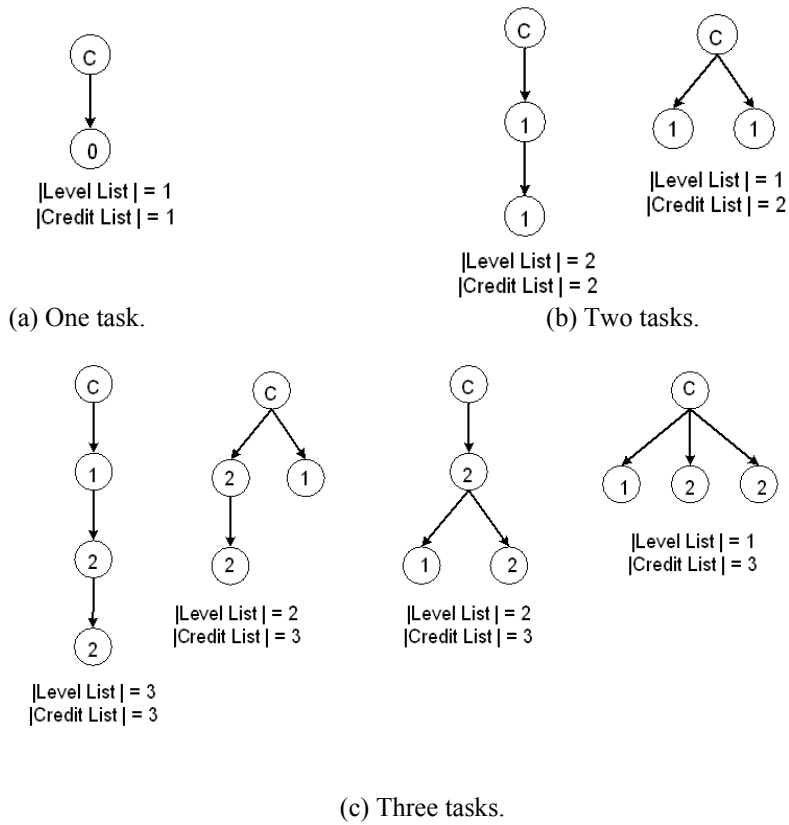 C
0
|Level List| = 1
|Credit List| = 1
(a) One task.
C
1
1
|Level List| = 2
|Credit List| = 2
C
1 1
|Level List| = 1
|Credit List| = 2
(b) Two tasks.
C
1
2
2
|Level List| = 3
|Credit List| = 3
C
2 1
2
|Level List| = 2
|Credit List| = 3
C
2
1 2
|Level List| = 2
|Credit List| = 3
C
1 2 2
|Level List| = 1
|Credit List| = 3
(c) Three tasks.